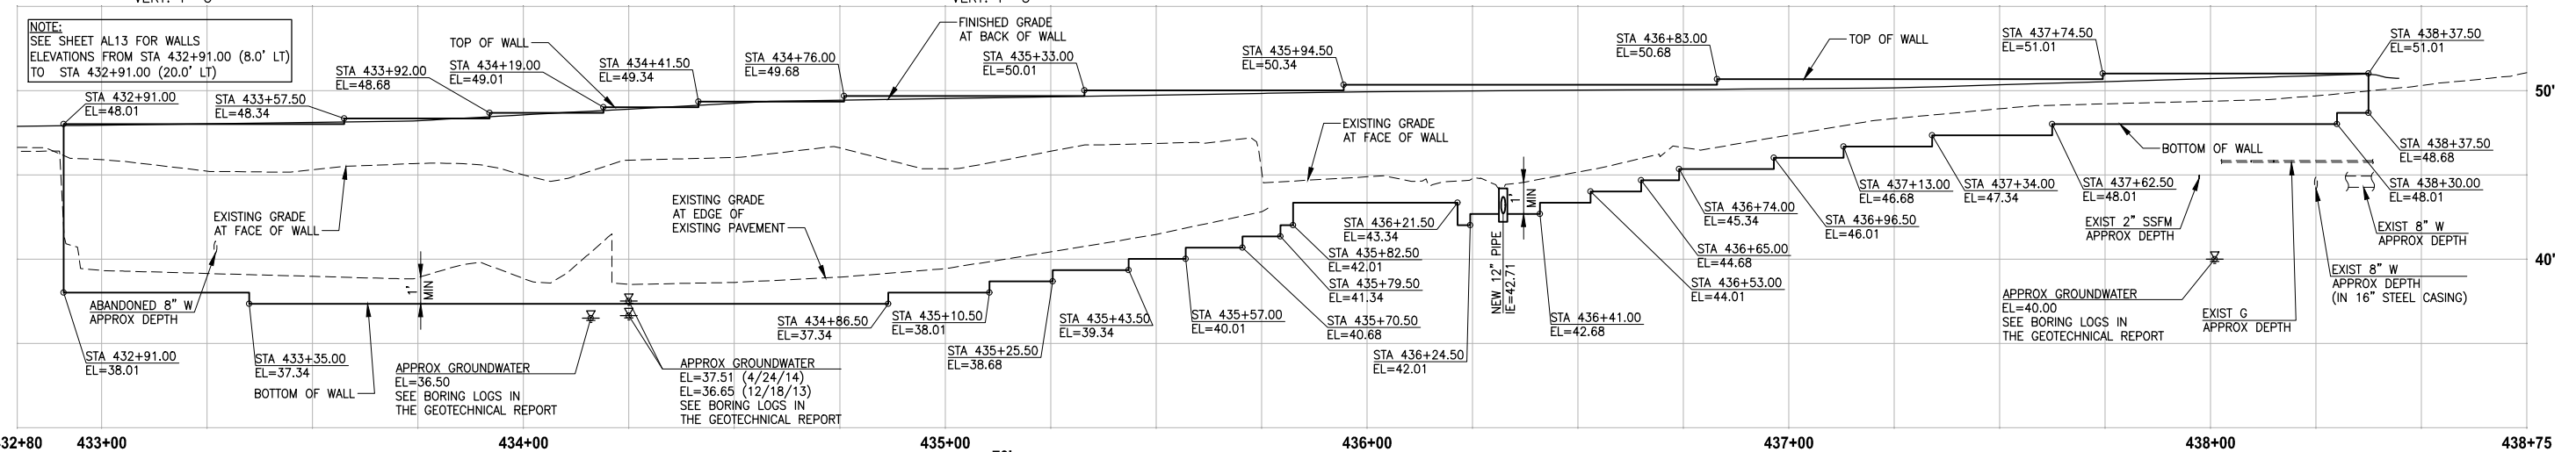 NOTE:
SEE SHEET AL13 FOR WALLS
ELEVATIONS FROM STA 432+91.00 (8.0' LT)
TO STA 432+91.00 (20.0' LT)
STA 432+91.00
EL=48.01
STA 433+57.50
EL=48.34
STA 433+92.00
EL=48.68
TOP OF WALL
STA 434+19.00
EL=49.01
STA 434+41.50
EL=49.34
STA 434+76.00
EL=49.68
FINISHED GRADE
AT BACK OF WALL
STA 435+33.00
EL=50.01
STA 435+94.50
EL=50.34
STA 436+83.00
EL=50.68
TOP OF WALL
STA 437+74.50
EL=51.01
STA 438+37.50
EL=51.01
50'
EXISTING GRADE
AT FACE OF WALL
BOTTOM OF WALL
STA 438+37.50
EL=48.68
EXISTING GRADE
AT FACE OF WALL
EXISTING GRADE
AT EDGE OF
EXISTING PAVEMENT
1'
MIN
STA 436+21.50
EL=43.34
STA 435+82.50
EL=42.01
STA 435+79.50
EL=41.34
STA 435+70.50
EL=40.68
NEW 12" PIPE
IE=42.71
1'
MIN
STA 436+74.00
EL=45.34
STA 436+65.00
EL=44.68
STA 436+53.00
EL=44.01
STA 436+96.50
EL=46.01
STA 437+13.00
EL=46.68
STA 437+34.00
EL=47.34
STA 437+62.50
EL=48.01
STA 438+30.00
EL=48.01
EXIST 2" SSFM
APPROX DEPTH
EXIST 8" W
APPROX DEPTH
40'
EXIST 8" W
APPROX DEPTH
(IN 16" STEEL CASING)
EXIST G
APPROX DEPTH
APPROX GROUNDWATER
EL=40.00
SEE BORING LOGS IN
THE GEOTECHNICAL REPORT
ABANDONED 8" W
APPROX DEPTH
STA 432+91.00
EL=38.01
STA 433+35.00
EL=37.34
BOTTOM OF WALL
APPROX GROUNDWATER
EL=36.50
SEE BORING LOGS IN
THE GEOTECHNICAL REPORT
APPROX GROUNDWATER
EL=37.51 (4/24/14)
EL=36.65 (12/18/13)
SEE BORING LOGS IN
THE GEOTECHNICAL REPORT
STA 434+86.50
EL=37.34
STA 435+10.50
EL=38.01
STA 435+25.50
EL=38.68
STA 435+43.50
EL=39.34
STA 435+57.00
EL=40.01
STA 436+24.50
EL=42.01
STA 436+41.00
EL=42.68
32+80 433+00 434+00 435+00 436+00 437+00 438+00 438+75